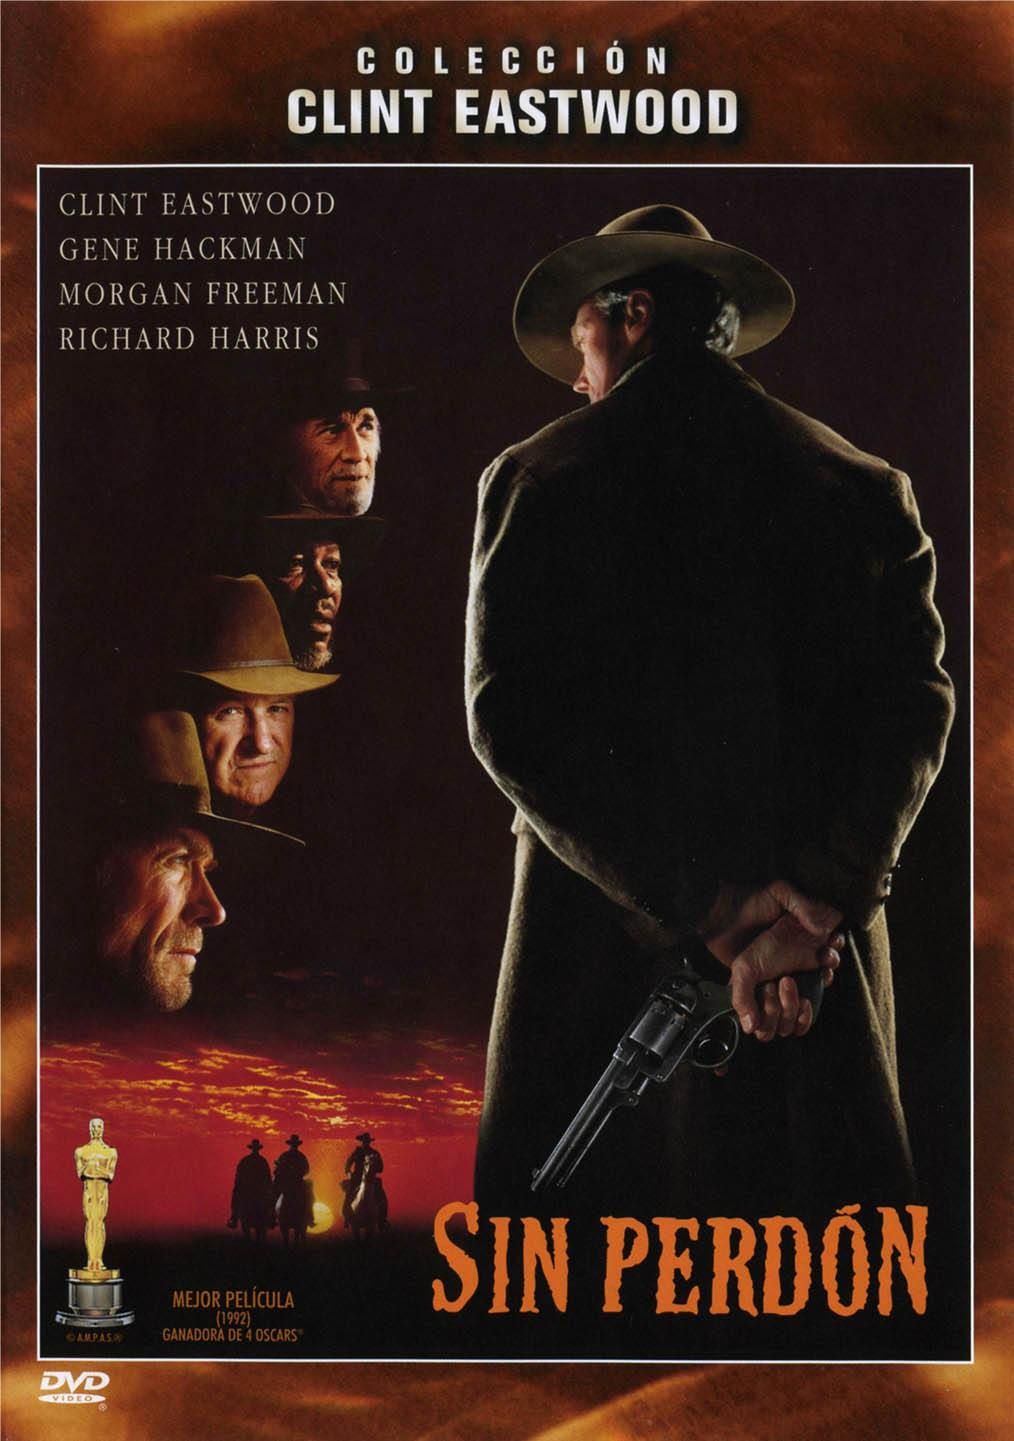 COLECCIÓN
CLINT EASTWOOD
CLINT EASTWOOD
GENE HACKMAN
MORGAN FREEMAN
RICHARD HARRIS
SIN PERDÓN
MEJOR PELÍCULA
(1992)
GANADORA DE 4 OSCARS®
© A.M.P.A.S.®
DVD
VIDEO
®